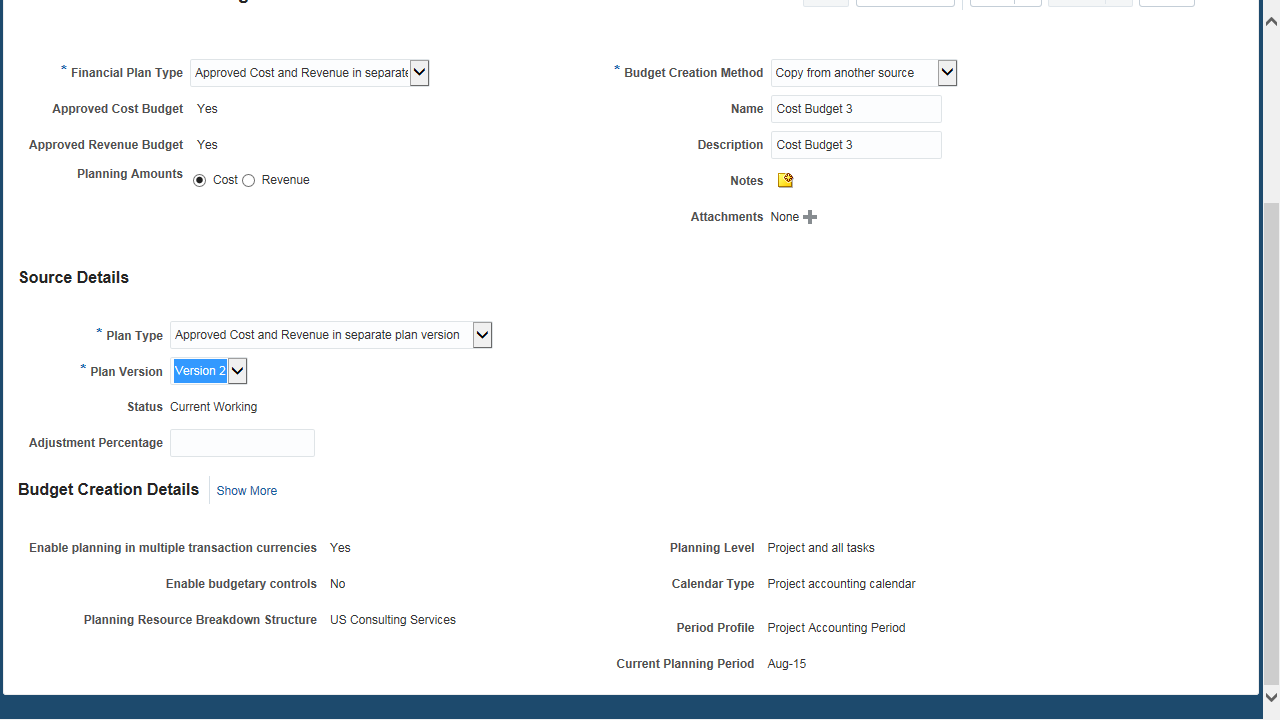 * Financial Plan Type Approved Cost and Revenue in separate
Approved Cost Budget Yes
Approved Revenue Budget Yes
Planning Amounts Cost Revenue
* Budget Creation Method Copy from another source
Name Cost Budget 3
Description Cost Budget 3
Notes
Attachments None
Source Details
* Plan Type Approved Cost and Revenue in separate plan version
* Plan Version Version 2
Status Current Working
Adjustment Percentage
Budget Creation Details Show More
Enable planning in multiple transaction currencies Yes
Enable budgetary controls No
Planning Resource Breakdown Structure US Consulting Services
Planning Level Project and all tasks
Calendar Type Project accounting calendar
Period Profile Project Accounting Period
Current Planning Period Aug-15